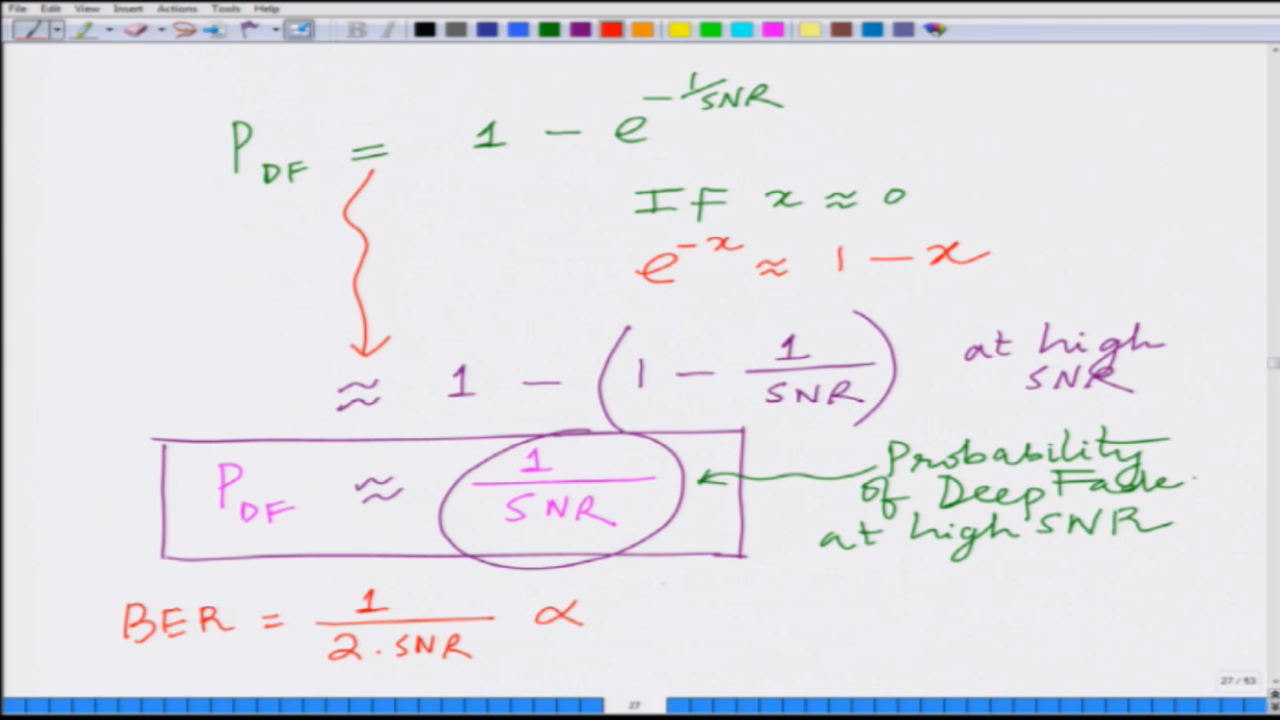 File Edit View Insert Actions Tools Help
P_DF = 1 - e^(-1/SNR)
If x ≈ 0
e^(-x) ≈ 1 - x
≈ 1 - (1 - 1/SNR) at high SNR
P_DF ≈ 1/SNR
Probability
of Deep Fade
at high SNR
BER = 1/(2.SNR) ∝
27 / 53
27